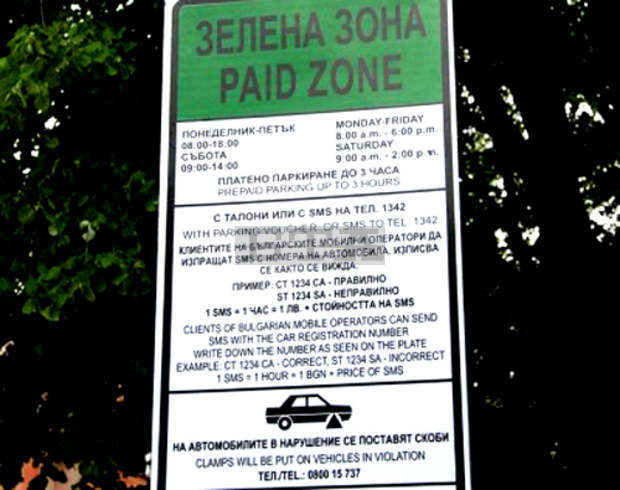 ЗЕЛЕНА ЗОНА
PAID ZONE
ПОНЕДЕЛНИК-ПЕТЪК
08.00-18:00
СЪБОТА
09:00-14:00
MONDAY-FRIDAY
8.00 a.m. - 6:00 p.m.
SATURDAY
9:00 a.m. - 2:00 p.m.
ПЛАТЕНО ПАРКИРАНЕ ДО 3 ЧАСА
PREPAID PARKING UP TO 3 HOURS
С ТАЛОНИ ИЛИ С SMS НА ТЕЛ. 1342
WITH PARKING VOUCHER OR SMS TO TEL. 1342
КЛИЕНТИТЕ НА БЪЛГАРСКИТЕ МОБИЛНИ ОПЕРАТОРИ ДА
ИЗПРАЩАТ SMS С НОМЕРА НА АВТОМОБИЛА. ИЗПИСВА
СЕ КАКТО СЕ ВИЖДА.
ПРИМЕР: CT 1234 CA - ПРАВИЛНО
ST 1234 SA - НЕПРАВИЛНО
1 SMS = 1 ЧАС = 1 ЛВ. + СТОЙНОСТТА НА SMS
CLIENTS OF BULGARIAN MOBILE OPERATORS CAN SEND
SMS WITH THE CAR REGISTRATION NUMBER
WRITE DOWN THE NUMBER AS SEEN ON THE PLATE
EXAMPLE: CT 1234 CA - CORRECT, ST 1234 SA - INCORRECT
1 SMS = 1 HOUR = 1 BGN + PRICE OF SMS
НА АВТОМОБИЛИТЕ В НАРУШЕНИЕ СЕ ПОСТАВЯТ СКОБИ
CLAMPS WILL BE PUT ON VEHICLES IN VIOLATION
ТЕЛ./TEL.: 0800 15 737